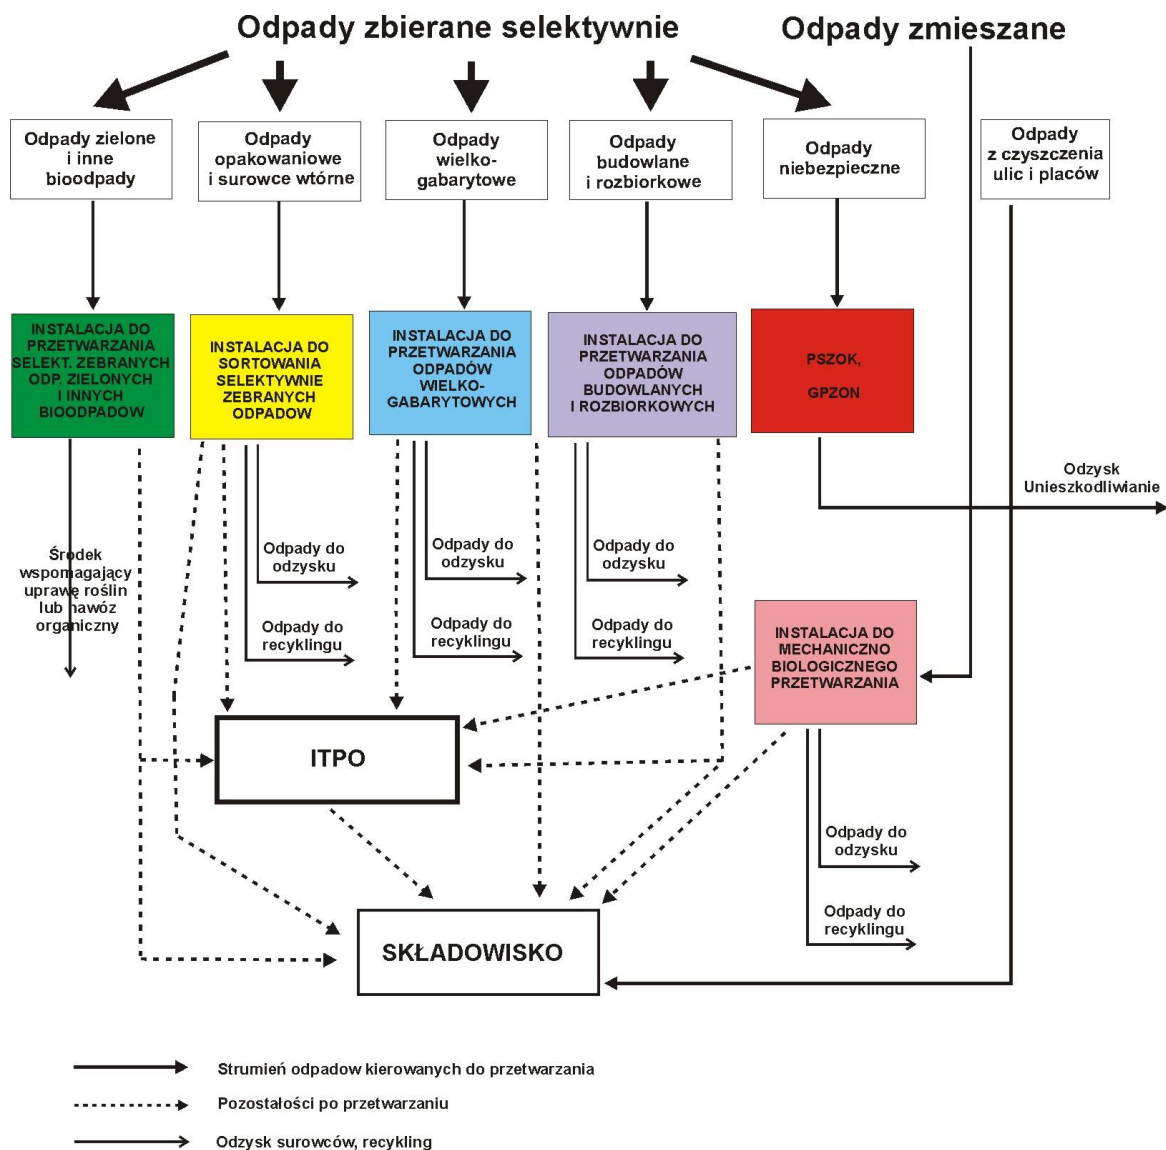 Odpady zbierane selektywnie
Odpady zmieszane
Odpady zielone
i inne
bioodpady
Odpady
opakowaniowe
i surowce wtórne
Odpady
wielko-
gabarytowe
Odpady
budowlane
i rozbiorkowe
Odpady
niebezpieczne
Odpady
z czyszczenia
ulic i placów
INSTALACJA DO
PRZETWARZANIA
SELEKT. ZEBRANYCH
ODP. ZIELONYCH
I INNYCH
BIOODPADOW
INSTALACJA DO
SORTOWANIA
SELEKTYWNIE
ZEBRANYCH
ODPADOW
INSTALACJA DO
PRZETWARZANIA
ODPADÓW
WIELKO-
GABARYTOWYCH
INSTALACJA DO
PRZETWARZANIA
ODPADÓW
BUDOWLANYCH
I ROZBIORKOWYCH
PSZOK,
GPZON
Odzysk
Unieszkodliwianie
Środek
wspomagający
uprawę roślin
lub nawóz
organiczny
Odpady do
odzysku
Odpady do
recyklingu
Odpady do
odzysku
Odpady do
recyklingu
Odpady do
odzysku
Odpady do
recyklingu
INSTALACJA DO
MECHANICZNO
BIOLOGICZNEGO
PRZETWARZANIA
ITPO
Odpady do
odzysku
Odpady do
recyklingu
SKŁADOWISKO
Strumień odpadow kierowanych do przetwarzania
Pozostałości po przetwarzaniu
Odzysk surowców, recykling